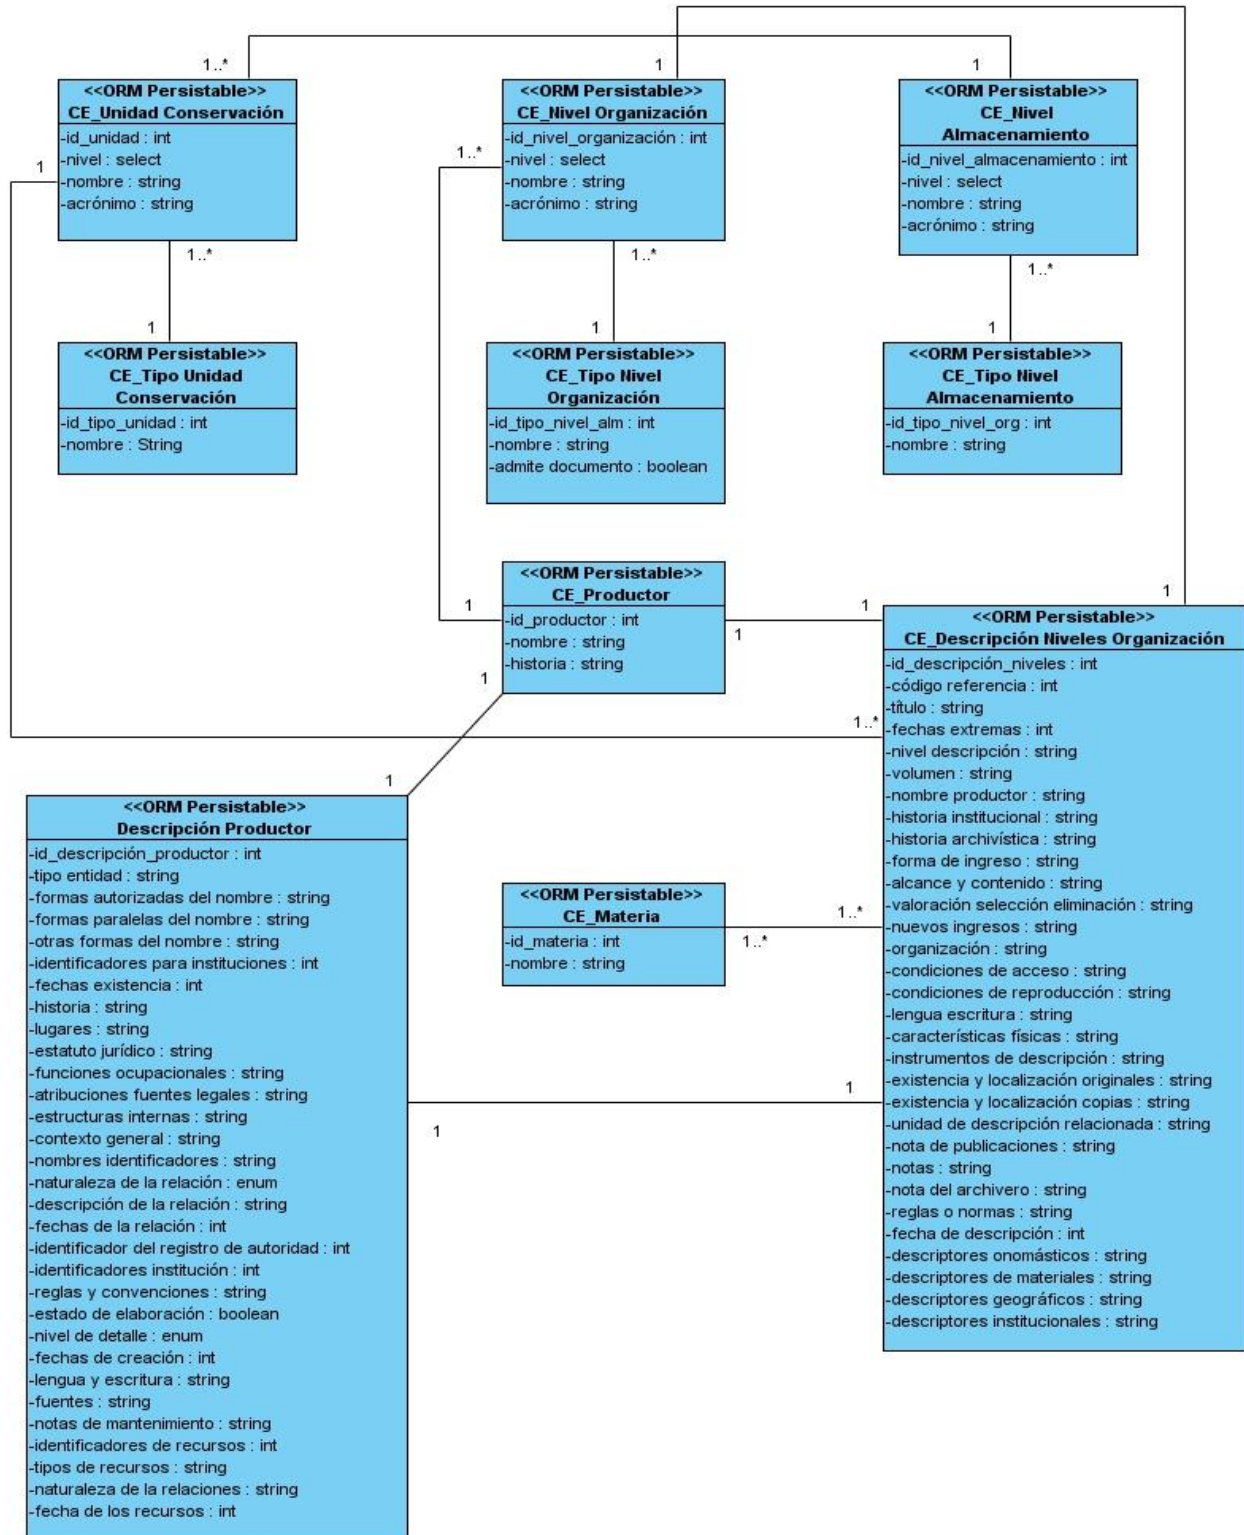 1..*
1
1
<<ORM Persistable>>
CE_Unidad Conservación
-id_unidad : int
-nivel : select
-nombre : string
-acrónimo : string
<<ORM Persistable>>
CE_Nivel Organización
-id_nivel_organización : int
-nivel : select
-nombre : string
-acrónimo : string
<<ORM Persistable>>
CE_Nivel
Almacenamiento
-id_nivel_almacenamiento : int
-nivel : select
-nombre : string
-acrónimo : string
1
1..*
1..*
1..*
1..*
1
1
1
<<ORM Persistable>>
CE_Tipo Unidad
Conservación
-id_tipo_unidad : int
-nombre : String
<<ORM Persistable>>
CE_Tipo Nivel
Organización
-id_tipo_nivel_alm : int
-nombre : string
-admite documento : boolean
<<ORM Persistable>>
CE_Tipo Nivel
Almacenamiento
-id_tipo_nivel_org : int
-nombre : string
<<ORM Persistable>>
CE_Productor
-id_productor : int
-nombre : string
-historia : string
1
1
1
1
1
1..*
1
<<ORM Persistable>>
CE_Descripción Niveles Organización
-id_descripción_niveles : int
-código referencia : int
-título : string
-fechas extremas : int
-nivel descripción : string
-volumen : string
-nombre productor : string
-historia institucional : string
-historia archivística : string
-forma de ingreso : string
-alcance y contenido : string
-valoración selección eliminación : string
-nuevos ingresos : string
-organización : string
-condiciones de acceso : string
-condiciones de reproducción : string
-lengua escritura : string
-características físicas : string
-instrumentos de descripción : string
-existencia y localización originales : string
-existencia y localización copias : string
-unidad de descripción relacionada : string
-nota de publicaciones : string
-notas : string
-nota del archivero : string
-reglas o normas : string
-fecha de descripción : int
-descriptores onomásticos : string
-descriptores de materiales : string
-descriptores geográficos : string
-descriptores institucionales : string
<<ORM Persistable>>
Descripción Productor
-id_descripción_productor : int
-tipo entidad : string
-formas autorizadas del nombre : string
-formas paralelas del nombre : string
-otras formas del nombre : string
-identificadores para instituciones : int
-fechas existencia : int
-historia : string
-lugares : string
-estatuto jurídico : string
-funciones ocupacionales : string
-atribuciones fuentes legales : string
-estructuras internas : string
-contexto general : string
-nombres identificadores : string
-naturaleza de la relación : enum
-descripción de la relación : string
-fechas de la relación : int
-identificador del registro de autoridad : int
-identificadores institución : int
-reglas y convenciones : string
-estado de elaboración : boolean
-nivel de detalle : enum
-fechas de creación : int
-lengua y escritura : string
-fuentes : string
-notas de mantenimiento : string
-identificadores de recursos : int
-tipos de recursos : string
-naturaleza de la relaciones : string
-fecha de los recursos : int
<<ORM Persistable>>
CE_Materia
-id_materia : int
-nombre : string
1..*
1..*
1
1